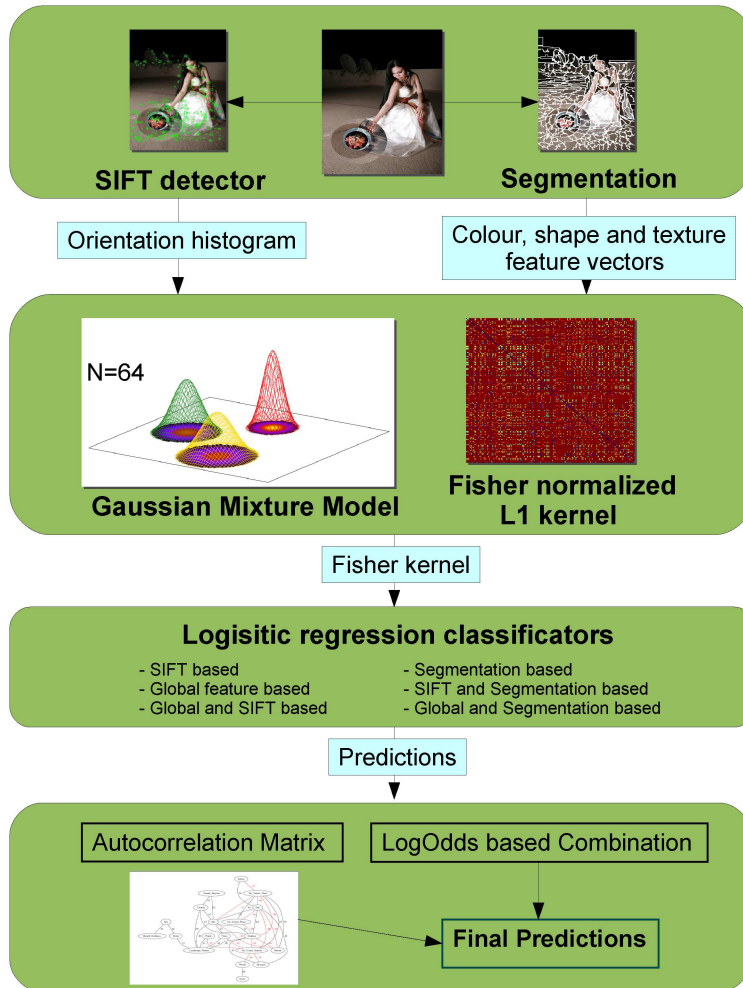 SIFT detector
Segmentation
Orientation histogram
Colour, shape and texture
feature vectors
N=64
Gaussian Mixture Model
Fisher normalized
L1 kernel
Fisher kernel
Logisitic regression classificators
- SIFT based
- Global feature based
- Global and SIFT based
- Segmentation based
- SIFT and Segmentation based
- Global and Segmentation based
Predictions
Autocorrelation Matrix
LogOdds based Combination
Final Predictions